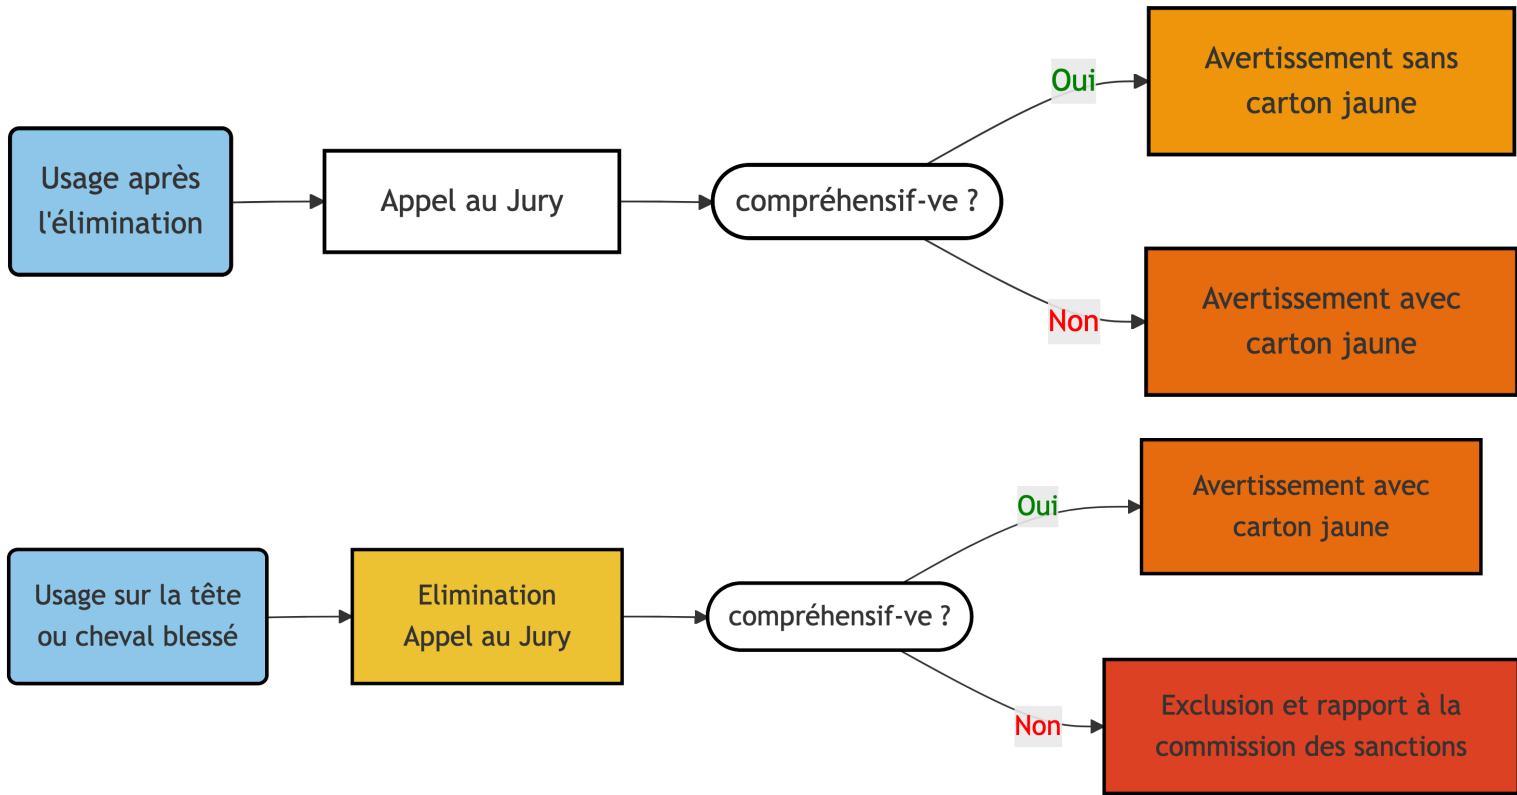 Usage après
l'élimination
Appel au Jury
compréhensif-ve ?
Oui
Avertissement sans
carton jaune
Non
Avertissement avec
carton jaune
Usage sur la tête
ou cheval blessé
Elimination
Appel au Jury
compréhensif-ve ?
Oui
Avertissement avec
carton jaune
Non
Exclusion et rapport à la
commission des sanctions